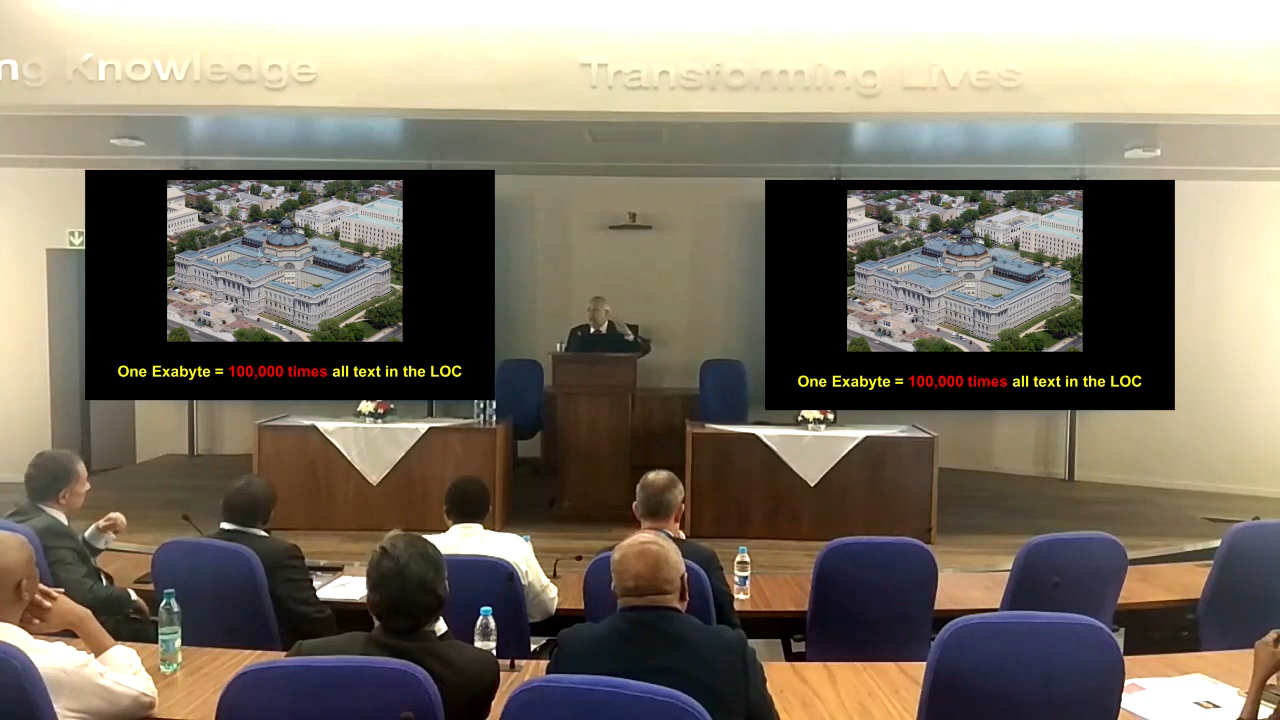 ng Knowledge
Transforming Lives
One Exabyte = 100,000 times all text in the LOC
One Exabyte = 100,000 times all text in the LOC